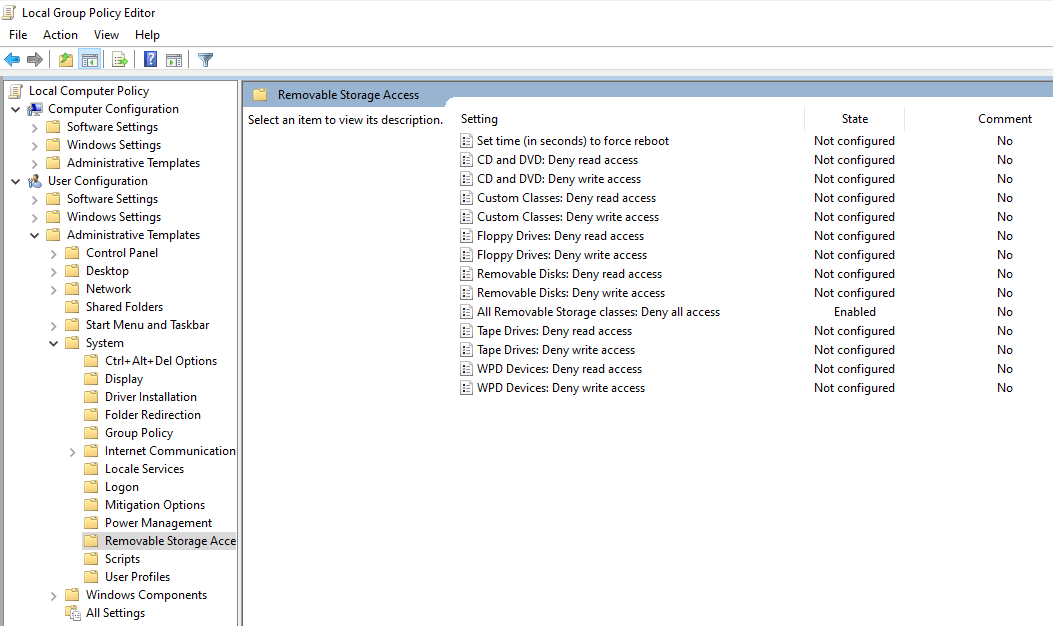 Local Group Policy Editor
File Action View Help
Local Computer Policy
Computer Configuration
Software Settings
Windows Settings
Administrative Templates
User Configuration
Software Settings
Windows Settings
Administrative Templates
Control Panel
Desktop
Network
Shared Folders
Start Menu and Taskbar
System
Ctrl+Alt+Del Options
Display
Driver Installation
Folder Redirection
Group Policy
Internet Communication
Locale Services
Logon
Mitigation Options
Power Management
Removable Storage Acce
Scripts
User Profiles
Windows Components
All Settings
Removable Storage Access
Select an item to view its description.
Setting State Comment
Set time (in seconds) to force reboot Not configured No
CD and DVD: Deny read access Not configured No
CD and DVD: Deny write access Not configured No
Custom Classes: Deny read access Not configured No
Custom Classes: Deny write access Not configured No
Floppy Drives: Deny read access Not configured No
Floppy Drives: Deny write access Not configured No
Removable Disks: Deny read access Not configured No
Removable Disks: Deny write access Not configured No
All Removable Storage classes: Deny all access Enabled No
Tape Drives: Deny read access Not configured No
Tape Drives: Deny write access Not configured No
WPD Devices: Deny read access Not configured No
WPD Devices: Deny write access Not configured No